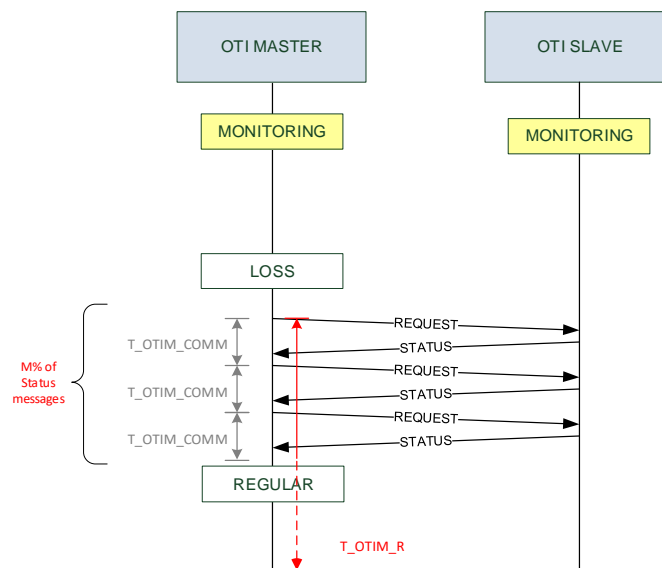 OTI MASTER
OTI SLAVE
MONITORING
MONITORING
LOSS
REQUEST
T_OTIM_COMM
STATUS
M% of
Status
messages
REQUEST
T_OTIM_COMM
STATUS
REQUEST
T_OTIM_COMM
STATUS
REGULAR
T_OTIM_R